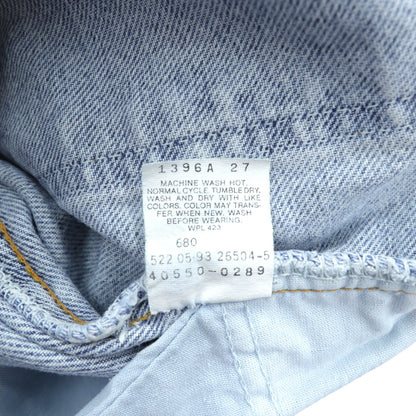 1396A 27
MACHINE WASH HOT,
NORMAL CYCLE TUMBLE DRY,
WASH AND DRY WITH LIKE
COLORS. COLOR MAY TRANS-
FER WHEN NEW. WASH
BEFORE WEARING.
WPL 423
680
522 05 93 26504-5
40550-0289